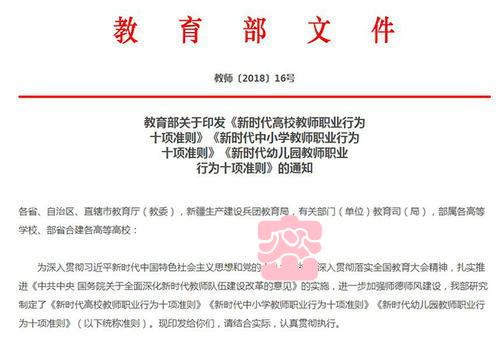 教育部文件
教师〔2018〕16号
教育部关于印发《新时代高校教师职业行为
十项准则》《新时代中小学教师职业行为
十项准则》《新时代幼儿园教师职业
行为十项准则》的通知
各省、自治区、直辖市教育厅(教委),新疆生产建设兵团教育局,有关部门(单位)教育司(局),部属各高等
学校、部省合建各高等高校:
为深入贯彻习近平新时代中国特色社会主义思想和党的 深入贯彻落实全国教育大会精神,扎实推
进《中共中央 国务院关于全面深化新时代教师队伍建设改革的意见》的实施,进一步加强师德师风建设,我部研究
制定了《新时代高校教师职业行为十项准则》《新时代中小学教师职业行为十项准则》《新时代幼儿园教师职业行
为十项准则》(以下统称准则)。现印发给你们,请结合实际,认真贯彻执行。